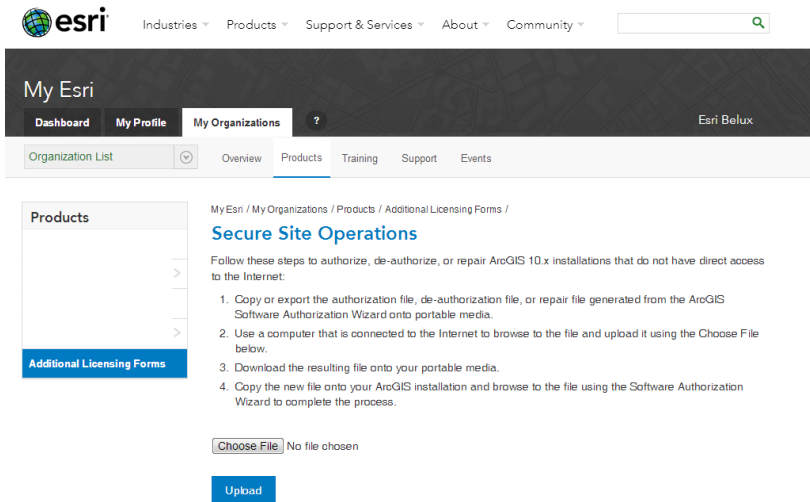 esri
Industries Products Support & Services About Community
My Esri
Dashboard My Profile My Organizations ? Esri Belux
Organization List Overview Products Training Support Events
Products
My Esri / My Organizations / Products / Additional Licensing Forms /
Secure Site Operations
Follow these steps to authorize, de-authorize, or repair ArcGIS 10.x installations that do not have direct access
to the Internet:
1. Copy or export the authorization file, de-authorization file, or repair file generated from the ArcGIS
Software Authorization Wizard onto portable media.
2. Use a computer that is connected to the Internet to browse to the file and upload it using the Choose File
below.
3. Download the resulting file onto your portable media.
4. Copy the new file onto your ArcGIS installation and browse to the file using the Software Authorization
Wizard to complete the process.
Additional Licensing Forms
Choose File No file chosen
Upload